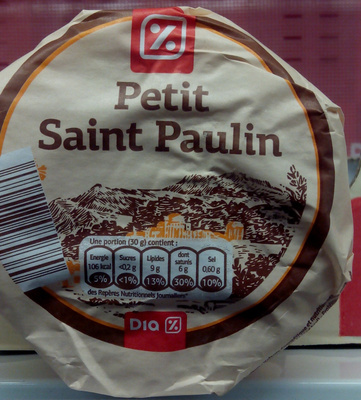 %
Petit
Saint Paulin
Une portion (30 g) contient :
Energie Sucres Lipides dont saturés Sel
106 kcal <0,2 g 9 g 6 g 0,60 g
5% <1% 13% 30% 10%
des Repères Nutritionnels Journaliers
DIA %